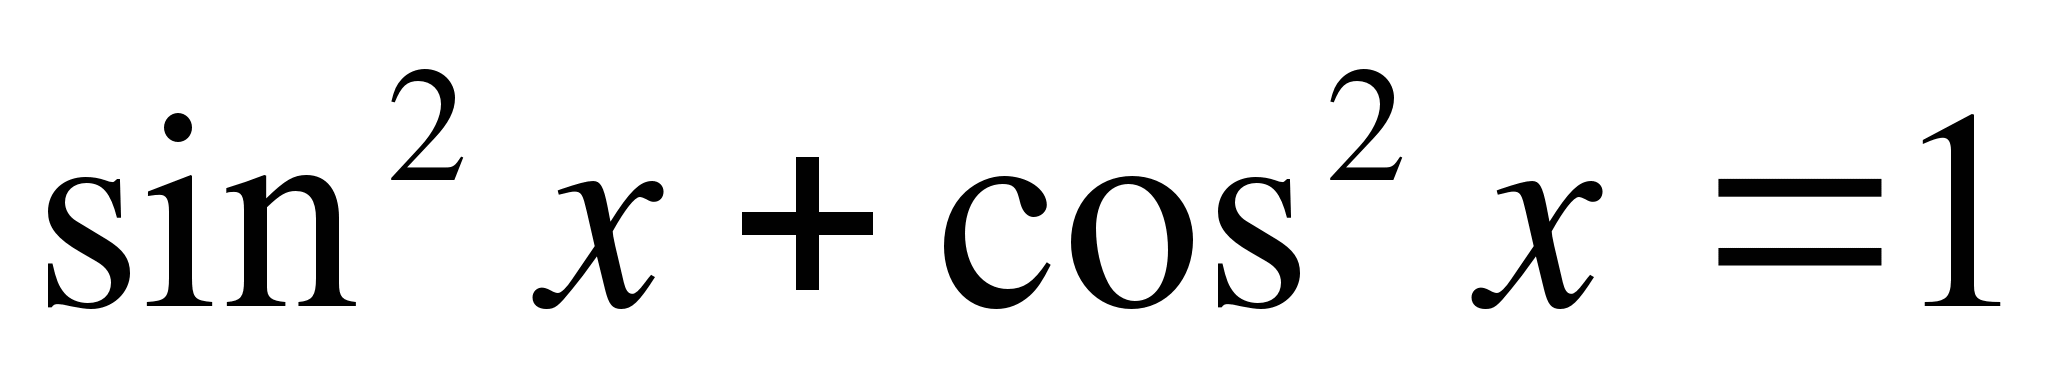 sin² x + cos² x = 1